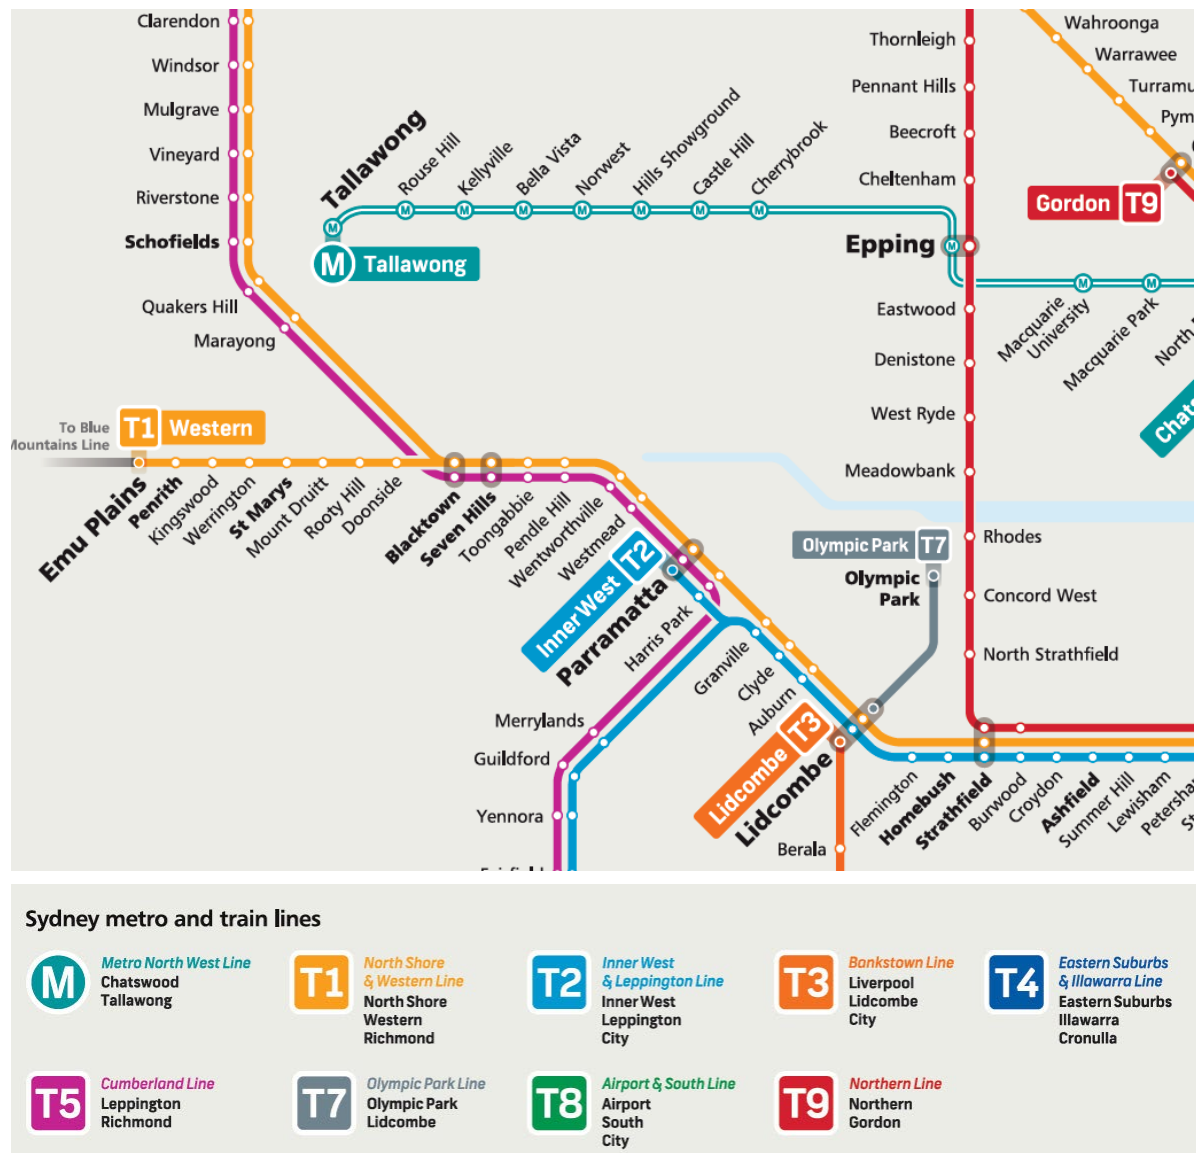 Clarendon
Windsor
Mulgrave
Vineyard
Riverstone
Schofields
Quakers Hill
Marayong
Tallawong
Rouse Hill
Kellyville
Bella Vista
Norwest
Hills Showground
Castle Hill
Cherrybrook
M
M
M
M
M
M
M
M
M Tallawong
Thornleigh
Pennant Hills
Beecroft
Cheltenham
Epping
M
Eastwood
Denistone
West Ryde
Meadowbank
Rhodes
Concord West
North Strathfield
Wahroonga
Warrawee
Turramu
Pym
Gordon T9
M
M
Macquarie
University
Macquarie Park
North
Chats
To Blue
Mountains Line
T1 Western
Emu Plains
Penrith
Kingswood
Werrington
St Marys
Mount Druitt
Rooty Hill
Doonside
Blacktown
Seven Hills
Toongabbie
Pendle Hill
Wentworthville
Westmead
Inner West T2
Parramatta
Harris Park
Granville
Clyde
Auburn
Olympic Park T7
Olympic
Park
Merrylands
Guildford
Yennora
Lidcombe T3
Lidcombe
Berala
Flemington
Homebush
Strathfield
Burwood
Croydon
Ashfield
Summer Hill
Lewisham
Petersha
St
Sydney metro and train lines
M
Metro North West Line
Chatswood
Tallawong
T1
North Shore
& Western Line
North Shore
Western
Richmond
T2
Inner West
& Leppington Line
Inner West
Leppington
City
T3
Bankstown Line
Liverpool
Lidcombe
City
T4
Eastern Suburbs
& Illawarra Line
Eastern Suburbs
Illawarra
Cronulla
T5
Cumberland Line
Leppington
Richmond
T7
Olympic Park Line
Olympic Park
Lidcombe
T8
Airport & South Line
Airport
South
City
T9
Northern Line
Northern
Gordon